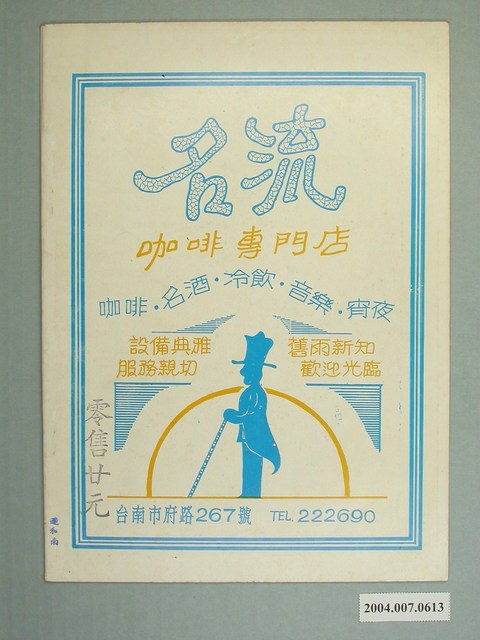 名流
咖啡專門店
咖啡·名酒·冷飲·音樂·宵夜
設備典雅
服務親切
舊雨新知
歡迎光臨
零售廿元
台南市府路267號 TEL. 222690
2004.007.0613